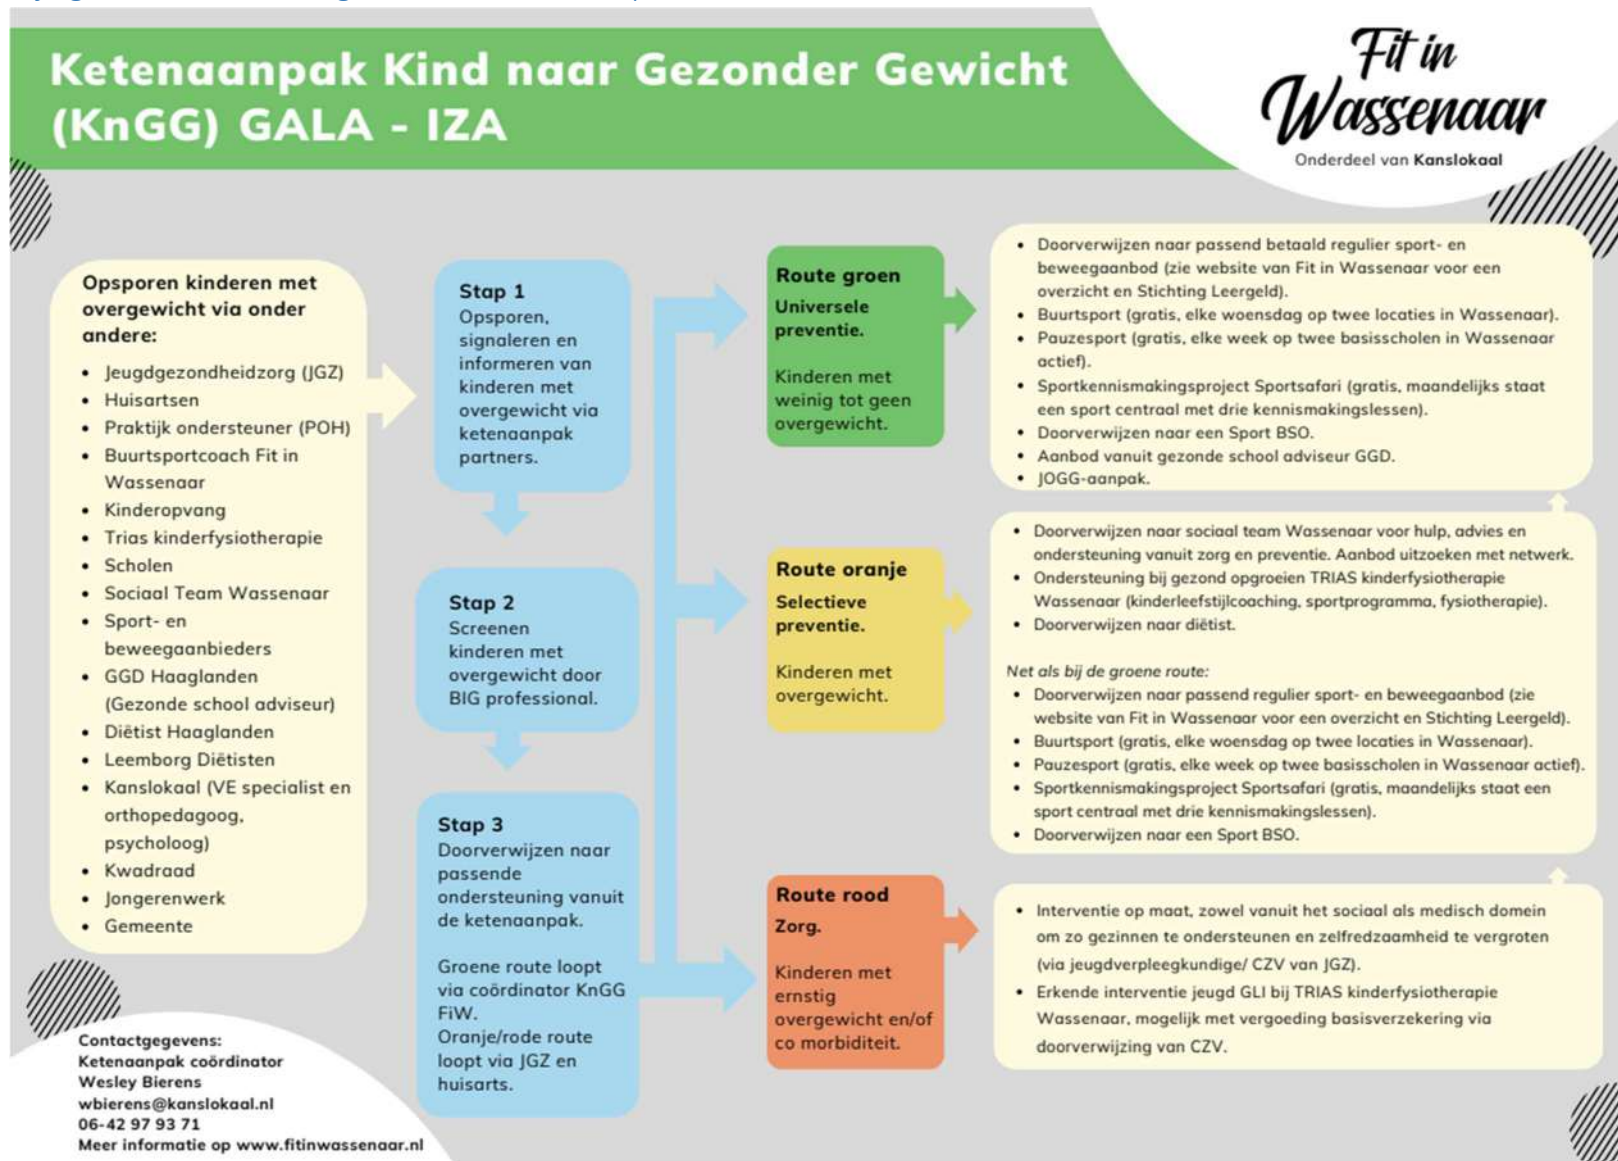 Ketenaanpak Kind naar Gezonder Gewicht
(KnGG) GALA - IZA
Fit in
Wassenaar
Onderdeel van Kanslokaal
Opsporen kinderen met
overgewicht via onder
andere:
• Jeugdgezondheidzorg (JGZ)
• Huisartsen
• Praktijk ondersteuner (POH)
• Buurtsportcoach Fit in
Wassenaar
• Kinderopvang
• Trias kinderfysiotherapie
• Scholen
• Sociaal Team Wassenaar
• Sport- en
beweegaanbieders
• GGD Haaglanden
(Gezonde school adviseur)
• Diëtist Haaglanden
• Leemborg Diëtisten
• Kanslokaal (VE specialist en
orthopedagoog,
psycholoog)
• Kwadraad
• Jongerenwerk
• Gemeente
Stap 1
Opsporen,
signaleren en
informeren van
kinderen met
overgewicht via
ketenaanpak
partners.
Stap 2
Screenen
kinderen met
overgewicht door
BIG professional.
Stap 3
Doorverwijzen naar
passende
ondersteuning vanuit
de ketenaanpak.
Groene route loopt
via coördinator KnGG
FiW.
Oranje/rode route
loopt via JGZ en
huisarts.
Route groen
Universele
preventie.
Kinderen met
weinig tot geen
overgewicht.
• Doorverwijzen naar passend betaald regulier sport- en
beweegaanbod (zie website van Fit in Wassenaar voor een
overzicht en Stichting Leergeld).
• Buurtsport (gratis, elke woensdag op twee locaties in Wassenaar).
• Pauzesport (gratis, elke week op twee basisscholen in Wassenaar
actief).
• Sportkennismakingsproject Sportsafari (gratis, maandelijks staat
een sport centraal met drie kennismakingslessen).
• Doorverwijzen naar een Sport BSO.
• Aanbod vanuit gezonde school adviseur GGD.
• JOGG-aanpak.
Route oranje
Selectieve
preventie.
Kinderen met
overgewicht.
• Doorverwijzen naar sociaal team Wassenaar voor hulp, advies en
ondersteuning vanuit zorg en preventie. Aanbod uitzoeken met netwerk.
• Ondersteuning bij gezond opgroeien TRIAS kinderfysiotherapie
Wassenaar (kinderleefstijlcoaching, sportprogramma, fysiotherapie).
• Doorverwijzen naar diëtist.
Net als bij de groene route:
• Doorverwijzen naar passend regulier sport- en beweegaanbod (zie
website van Fit in Wassenaar voor een overzicht en Stichting Leergeld).
• Buurtsport (gratis, elke woensdag op twee locaties in Wassenaar).
• Pauzesport (gratis, elke week op twee basisscholen in Wassenaar actief).
• Sportkennismakingsproject Sportsafari (gratis, maandelijks staat een
sport centraal met drie kennismakingslessen).
• Doorverwijzen naar een Sport BSO.
Route rood
Zorg.
Kinderen met
ernstig
overgewicht en/of
co morbiditeit.
• Interventie op maat, zowel vanuit het sociaal als medisch domein
om zo gezinnen te ondersteunen en zelfredzaamheid te vergroten
(via jeugdverpleegkundige/ CZV van JGZ).
• Erkende interventie jeugd GLI bij TRIAS kinderfysiotherapie
Wassenaar, mogelijk met vergoeding basisverzekering via
doorverwijzing van CZV.
Contactgegevens:
Ketenaanpak coördinator
Wesley Bierens
wbierens@kanslokaal.nl
06-42 97 93 71
Meer informatie op www.fitinwassenaar.nl